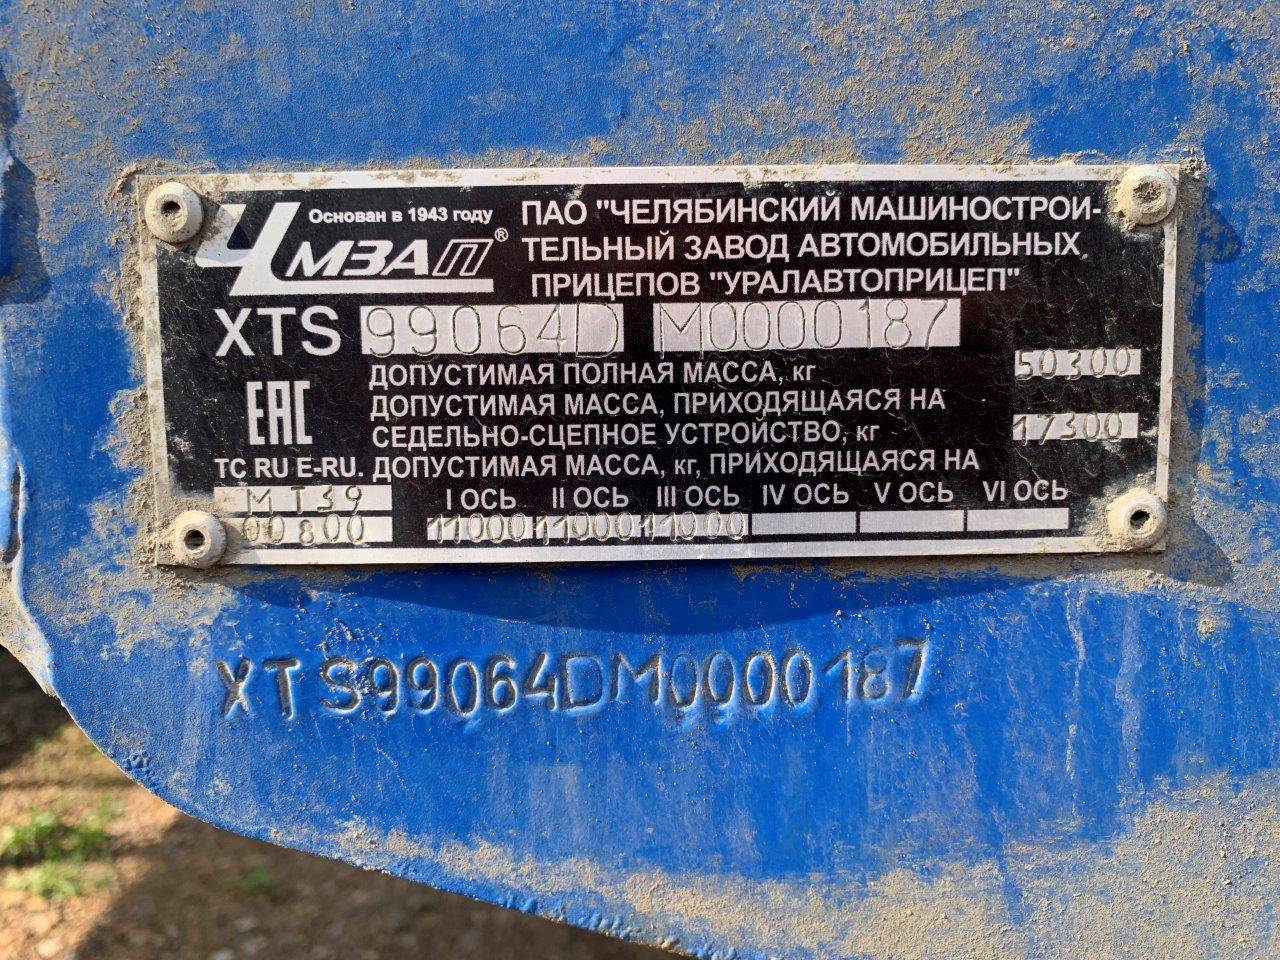 Основан в 1943 году
ЧМЗАП®
ПАО "ЧЕЛЯБИНСКИЙ МАШИНОСТРОИ-
ТЕЛЬНЫЙ ЗАВОД АВТОМОБИЛЬНЫХ
ПРИЦЕПОВ "УРАЛАВТОПРИЦЕП"
XTS 99064D M0000187
ДОПУСТИМАЯ ПОЛНАЯ МАССА, кг 50300
EAC
ДОПУСТИМАЯ МАССА, ПРИХОДЯЩАЯСЯ НА
СЕДЕЛЬНО-СЦЕПНОЕ УСТРОЙСТВО, кг 17300
TC RU E-RU. ДОПУСТИМАЯ МАССА, кг, ПРИХОДЯЩАЯСЯ НА
МТ39 I ОСЬ II ОСЬ III ОСЬ IV ОСЬ V ОСЬ VI ОСЬ
00800 11000 11000 11000
XTS99064DM0000187